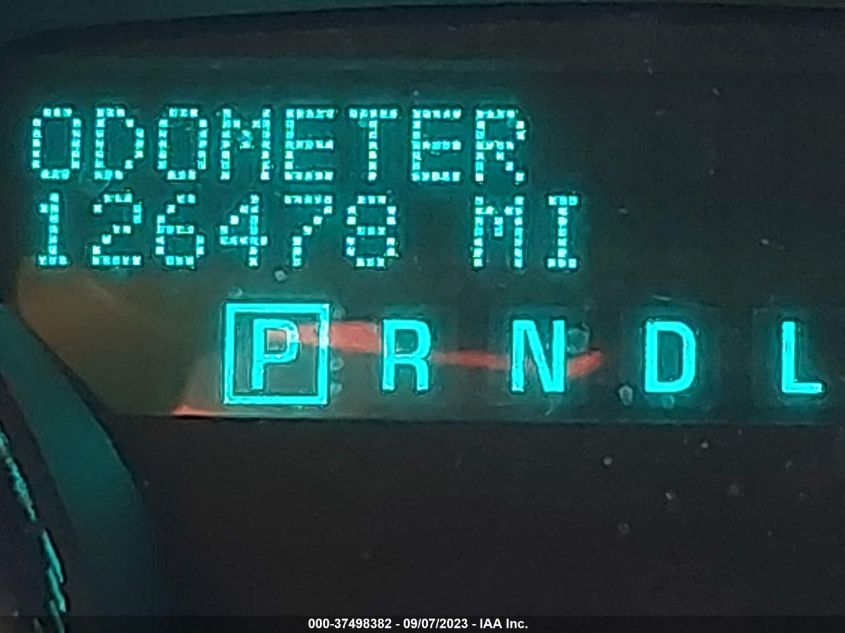 ODOMETER
126478 MI
P R N D L
000-37498382 - 09/07/2023 - IAA Inc.